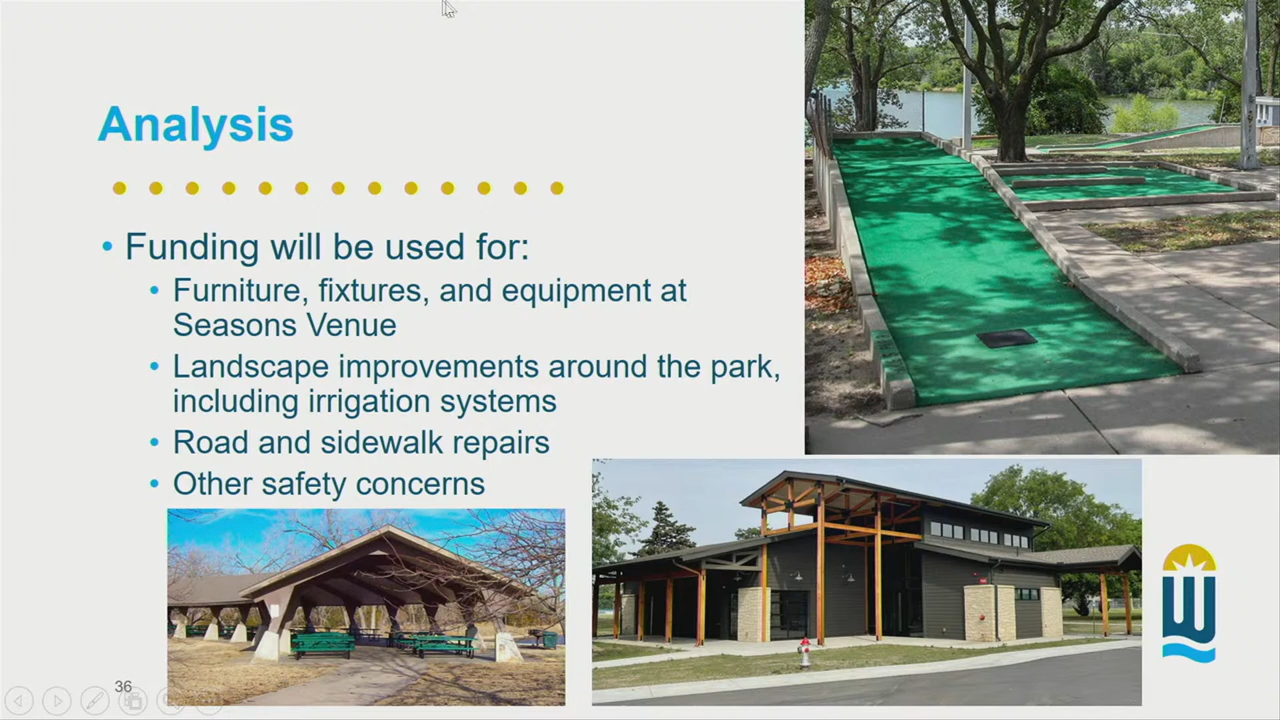 Analysis
Funding will be used for:
Furniture, fixtures, and equipment at
Seasons Venue
Landscape improvements around the park,
including irrigation systems
Road and sidewalk repairs
Other safety concerns
W
36